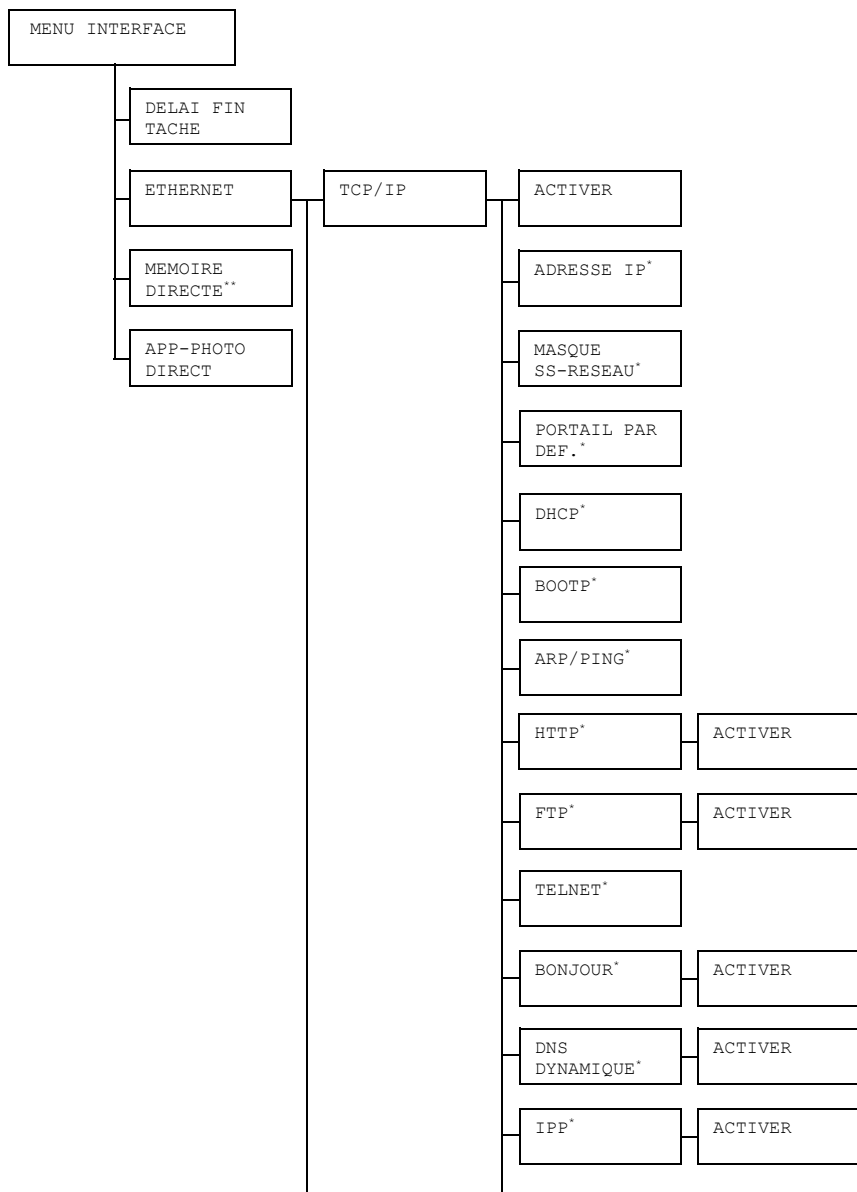 MENU INTERFACE
DELAI FIN
TACHE
ETHERNET
TCP/IP
ACTIVER
MEMOIRE
DIRECTE**
ADRESSE IP*
APP-PHOTO
DIRECT
MASQUE
SS-RESEAU*
PORTAIL PAR
DEF.*
DHCP*
BOOTP*
ARP/PING*
HTTP*
ACTIVER
FTP*
ACTIVER
TELNET*
BONJOUR*
ACTIVER
DNS
DYNAMIQUE*
ACTIVER
IPP*
ACTIVER